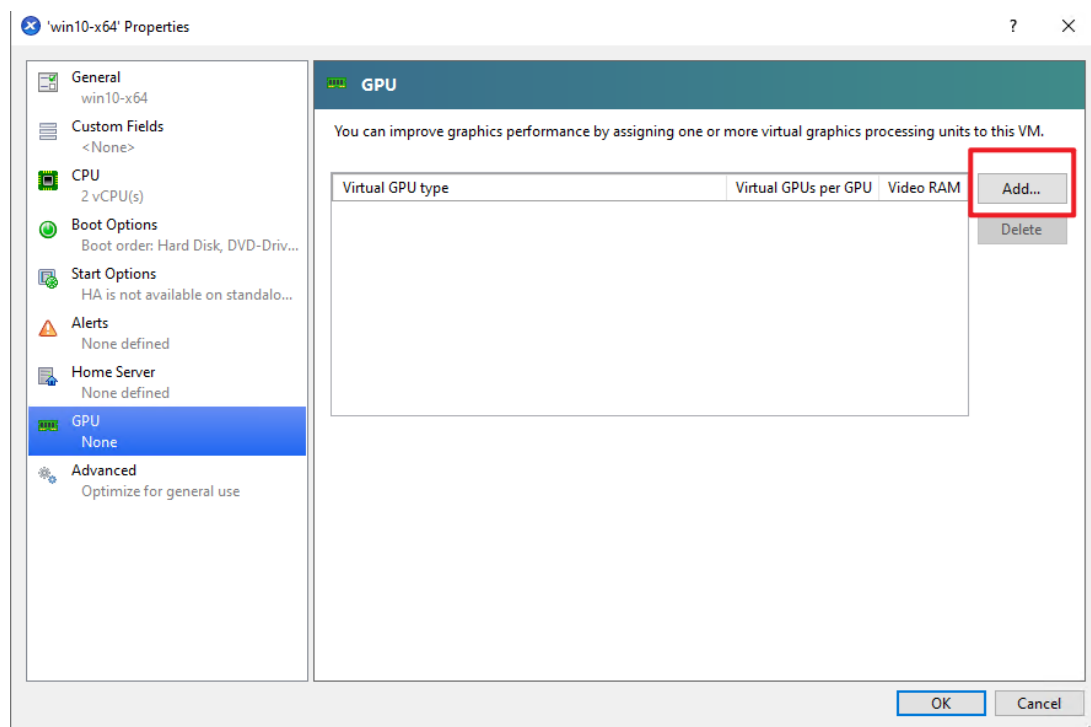 'win10-x64' Properties
?
General
win10-x64
Custom Fields
<None>
CPU
2 vCPU(s)
Boot Options
Boot order: Hard Disk, DVD-Driv...
Start Options
HA is not available on standalo...
Alerts
None defined
Home Server
None defined
GPU
None
Advanced
Optimize for general use
GPU
You can improve graphics performance by assigning one or more virtual graphics processing units to this VM.
Virtual GPU type Virtual GPUs per GPU Video RAM
Add...
Delete
OK Cancel